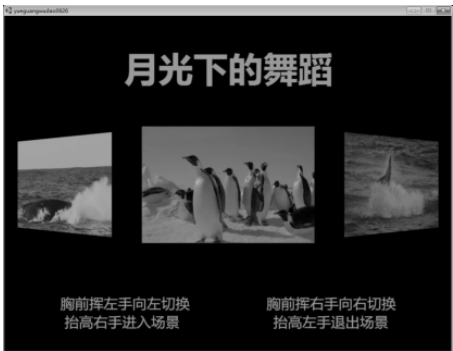 yueguangwudao0626
月光下的舞蹈
胸前挥左手向左切换
抬高右手进入场景
胸前挥右手向右切换
抬高左手退出场景